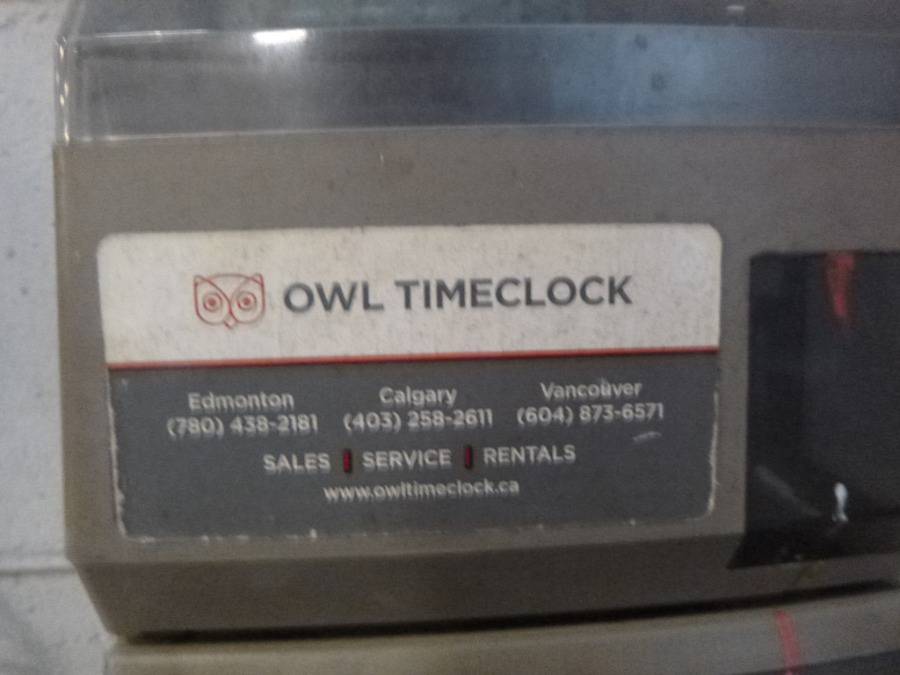 OWL TIMECLOCK
Edmonton Calgary Vancouver
(780) 438-2181 (403) 258-2611 (604) 873-6571
SALES | SERVICE | RENTALS
www.owltimeclock.ca